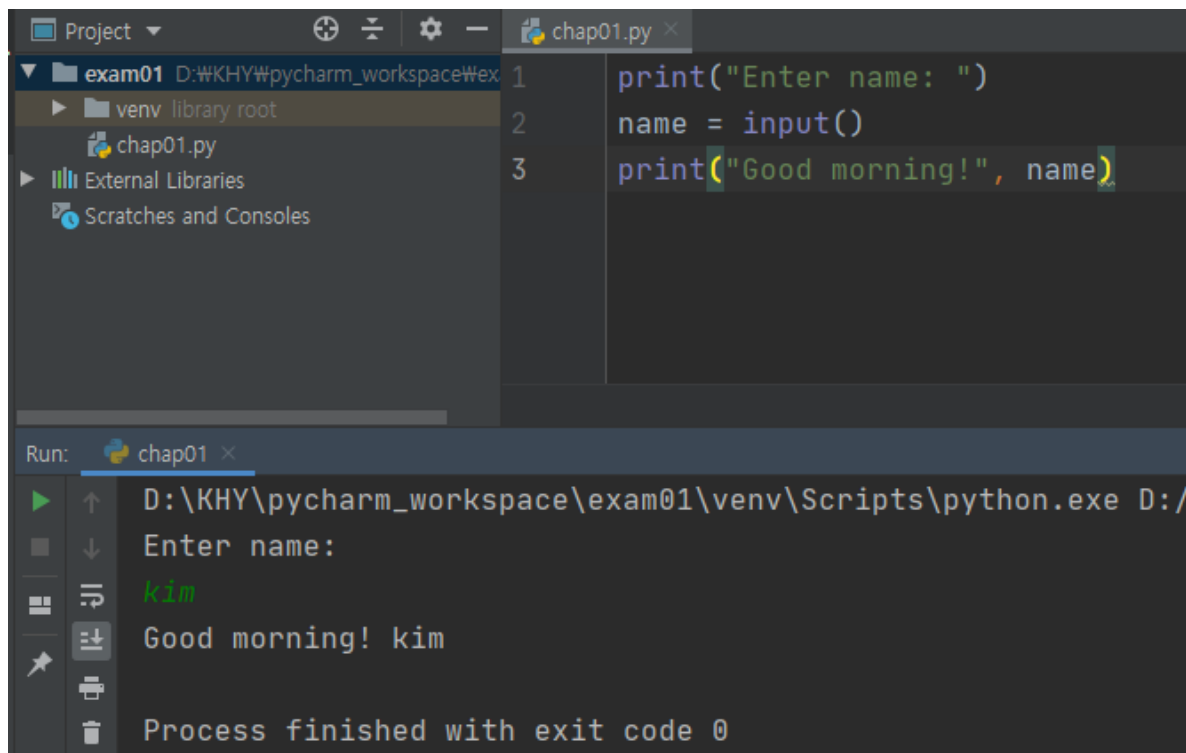 Project
exam01 D:₩KHY₩pycharm_workspace₩ex
venv library root
chap01.py
External Libraries
Scratches and Consoles
chap01.py
1 print("Enter name: ")
2 name = input()
3 print("Good morning!", name)
Run: chap01
D:\KHY\pycharm_workspace\exam01\venv\Scripts\python.exe D:/
Enter name:
kim
Good morning! kim
Process finished with exit code 0